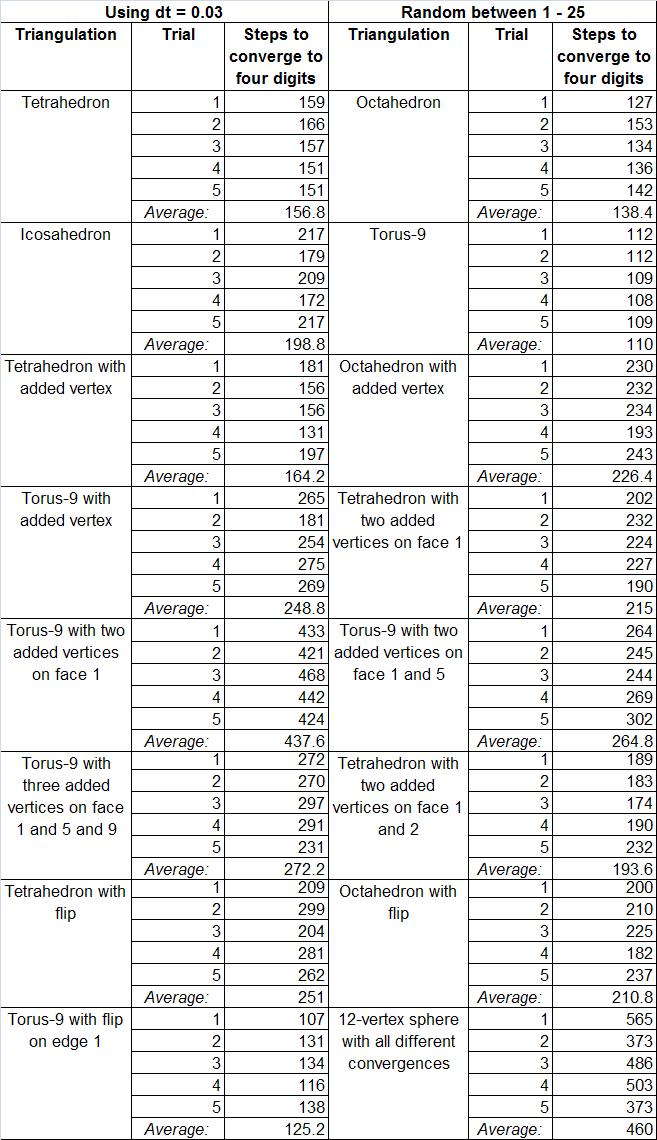 Using dt = 0.03 Random between 1 - 25
Triangulation Trial Steps to converge to four digits Triangulation Trial Steps to converge to four digits
Tetrahedron 1 159 Octahedron 1 127
2 166 2 153
3 157 3 134
4 151 4 136
5 151 5 142
Average: 156.8 Average: 138.4
Icosahedron 1 217 Torus-9 1 112
2 179 2 112
3 209 3 109
4 172 4 108
5 217 5 109
Average: 198.8 Average: 110
Tetrahedron with 1 181 Octahedron with 1 230
added vertex 2 156 added vertex 2 232
3 156 3 234
4 131 4 193
5 197 5 243
Average: 164.2 Average: 226.4
Torus-9 with 1 265 Tetrahedron with 1 202
added vertex 2 181 two added 2 232
3 254 vertices on face 1 3 224
4 275 4 227
5 269 5 190
Average: 248.8 Average: 215
Torus-9 with two 1 433 Torus-9 with two 1 264
added vertices 2 421 added vertices on 2 245
on face 1 3 468 face 1 and 5 3 244
4 442 4 269
5 424 5 302
Average: 437.6 Average: 264.8
Torus-9 with 1 272 Tetrahedron with 1 189
three added 2 270 two added 2 183
vertices on face 3 297 vertices on face 1 3 174
1 and 5 and 9 4 291 and 2 4 190
5 231 5 232
Average: 272.2 Average: 193.6
Tetrahedron with 1 209 Octahedron with 1 200
flip 2 299 flip 2 210
3 204 3 225
4 281 4 182
5 262 5 237
Average: 251 Average: 210.8
Torus-9 with flip 1 107 12-vertex sphere 1 565
on edge 1 2 131 with all different 2 373
3 134 convergences 3 486
4 116 4 503
5 138 5 373
Average: 125.2 Average: 460